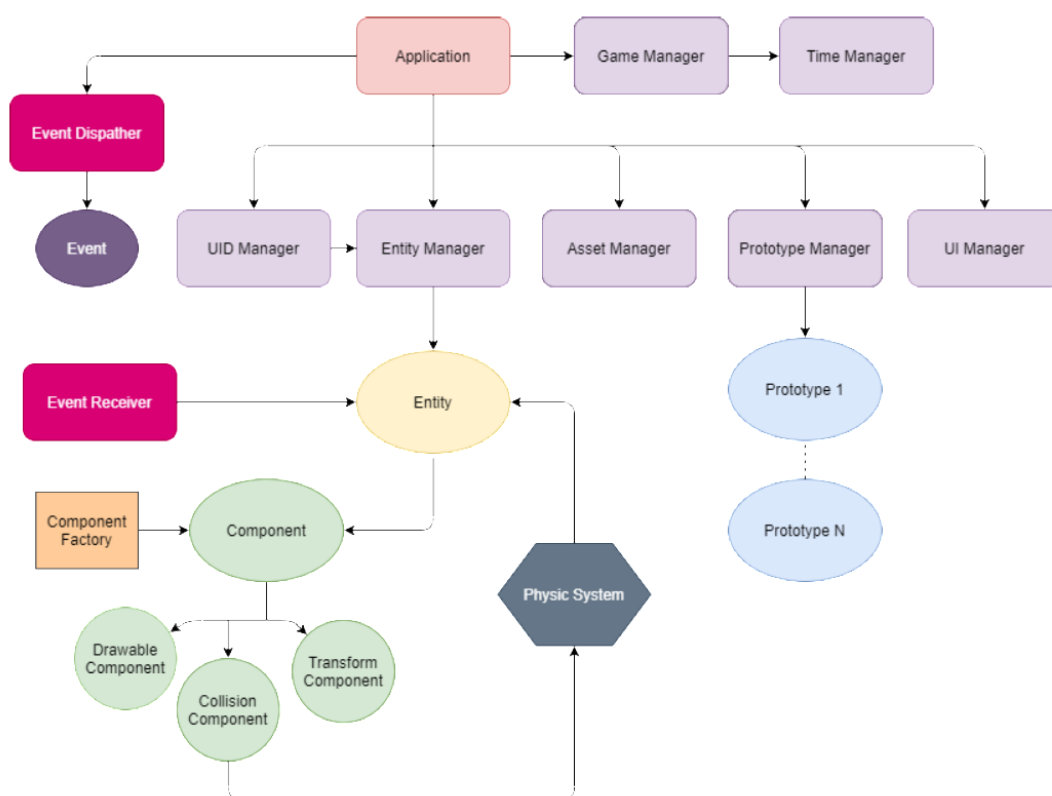 Application
Game Manager
Time Manager
Event Dispather
Event
UID Manager
Entity Manager
Asset Manager
Prototype Manager
UI Manager
Event Receiver
Entity
Prototype 1
Component
Factory
Component
Prototype N
Physic System
Drawable
Component
Collision
Component
Transform
Component